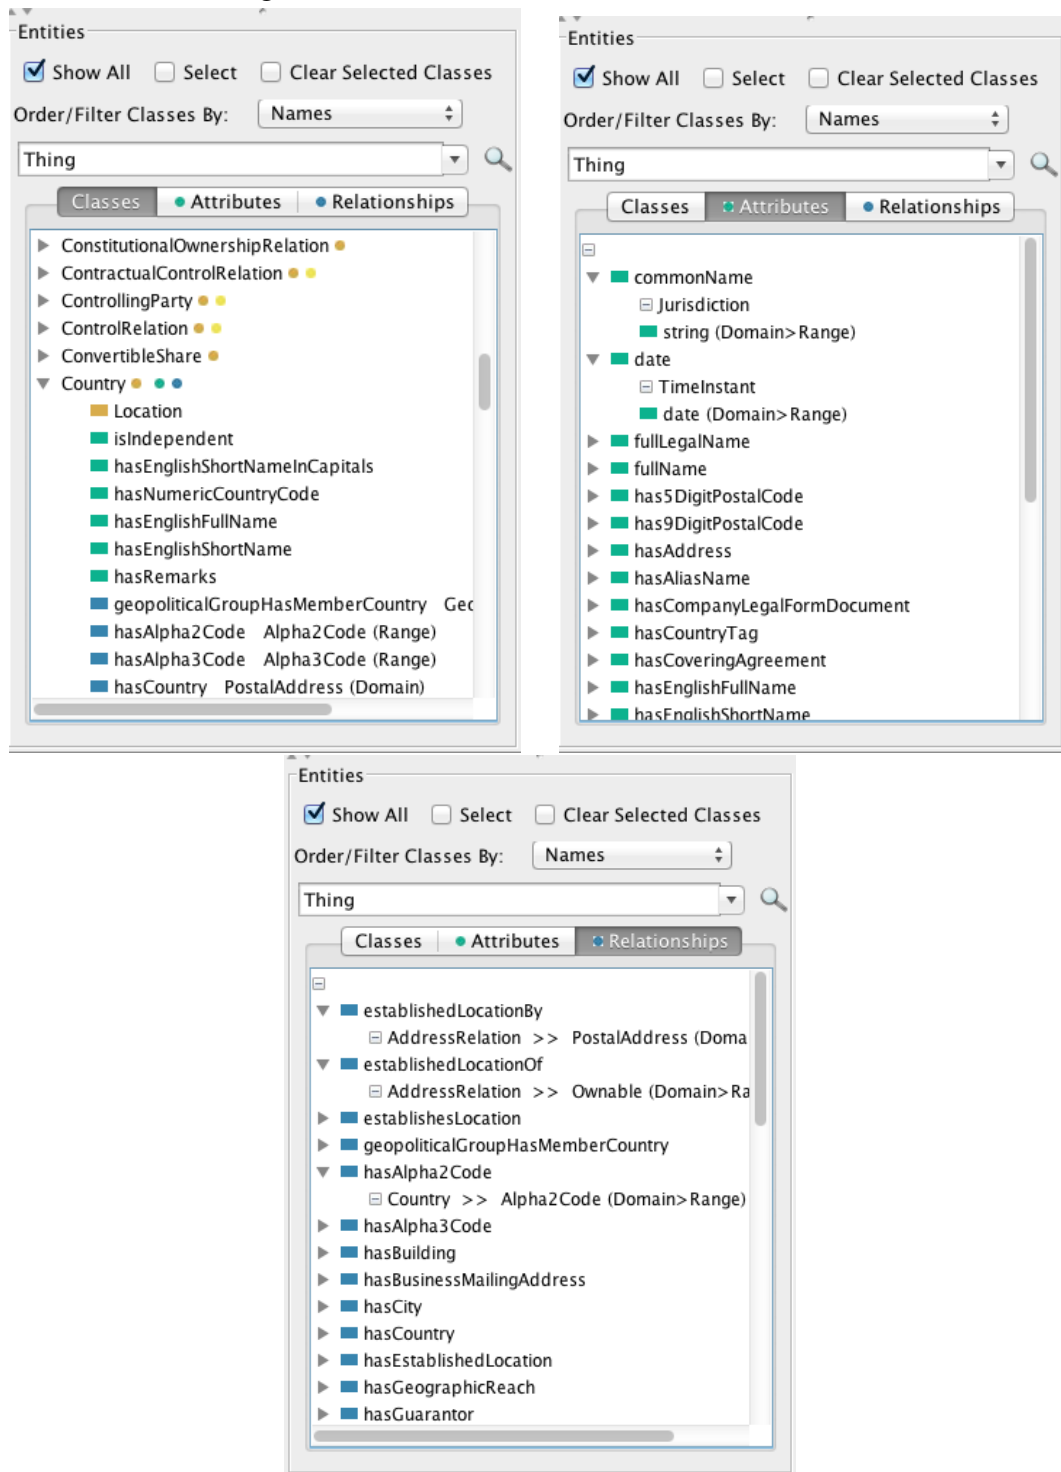 Entities
Show All Select Clear Selected Classes
Order/Filter Classes By: Names
Thing
Classes Attributes Relationships
ConstitutionalOwnershipRelation
ContractualControlRelation
ControllingParty
ControlRelation
ConvertibleShare
Country
Location
isIndependent
hasEnglishShortNameInCapitals
hasNumericCountryCode
hasEnglishFullName
hasEnglishShortName
hasRemarks
geopoliticalGroupHasMemberCountry Geo
hasAlpha2Code Alpha2Code (Range)
hasAlpha3Code Alpha3Code (Range)
hasCountry PostalAddress (Domain)
Entities
Show All Select Clear Selected Classes
Order/Filter Classes By: Names
Thing
Classes Attributes Relationships
commonName
Jurisdiction
string (Domain>Range)
date
TimeInstant
date (Domain>Range)
fullLegalName
fullName
has5DigitPostalCode
has9DigitPostalCode
hasAddress
hasAliasName
hasCompanyLegalFormDocument
hasCountryTag
hasCoveringAgreement
hasEnglishFullName
hasEnglishShortName
Entities
Show All Select Clear Selected Classes
Order/Filter Classes By: Names
Thing
Classes Attributes Relationships
establishedLocationBy
AddressRelation >> PostalAddress (Doma
establishedLocationOf
AddressRelation >> Ownable (Domain>Ra
establishesLocation
geopoliticalGroupHasMemberCountry
hasAlpha2Code
Country >> Alpha2Code (Domain>Range)
hasAlpha3Code
hasBuilding
hasBusinessMailingAddress
hasCity
hasCountry
hasEstablishedLocation
hasGeographicReach
hasGuarantor